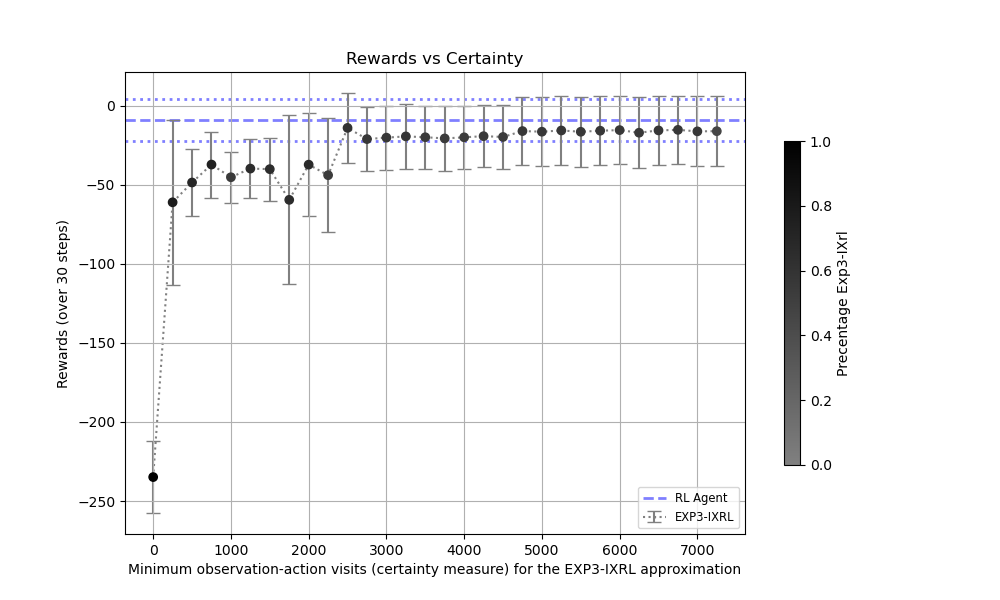 Rewards vs Certainty
Rewards (over 30 steps)
0
−50
−100
−150
−200
−250
0 1000 2000 3000 4000 5000 6000 7000
Minimum observation-action visits (certainty measure) for the EXP3-IXRL approximation
RL Agent
EXP3-IXRL
1.0
0.8
0.6
0.4
0.2
0.0
Precentage Exp3-IXrl